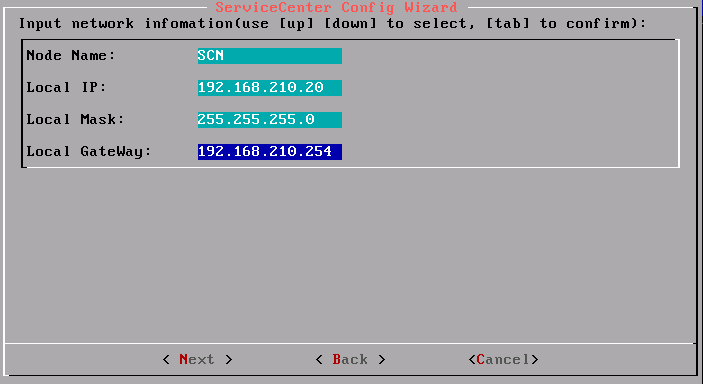 ServiceCenter Config Wizard
Input network infomation(use [up] [down] to select, [tab] to confirm):
Node Name: SCN
Local IP: 192.168.210.20
Local Mask: 255.255.255.0
Local GateWay: 192.168.210.254
< Next > < Back > <Cancel>